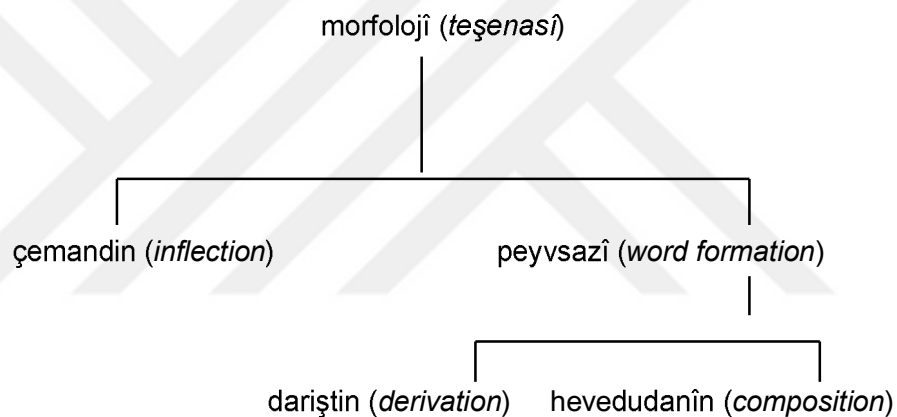 morfolojî (teşenasî)
çemandin (inflection) peyvsazî (word formation)
dariştin (derivation) hevedudanîn (composition)